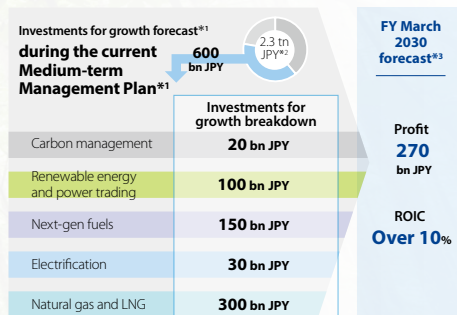 Investments for growth forecast*1
during the current
Medium-term
Management Plan*1
600
bn JPY
2.3 tn
JPY*2
FY March
2030
forecast*3
Investments for
growth breakdown
Carbon management
20 bn JPY
Renewable energy
and power trading
100 bn JPY
Next-gen fuels
150 bn JPY
Electrification
30 bn JPY
Natural gas and LNG
300 bn JPY
Profit
270
bn JPY
ROIC
Over 10%